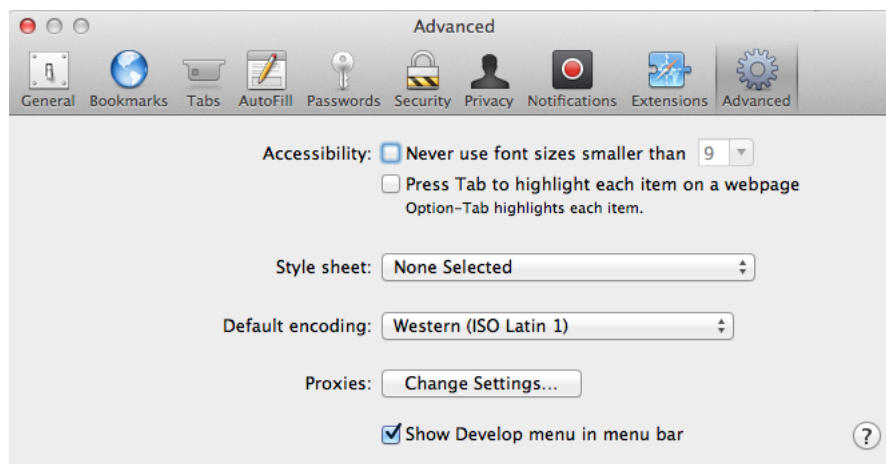 Advanced
General Bookmarks Tabs AutoFill Passwords Security Privacy Notifications Extensions Advanced
Accessibility: Never use font sizes smaller than 9
Press Tab to highlight each item on a webpage
Option-Tab highlights each item.
Style sheet: None Selected
Default encoding: Western (ISO Latin 1)
Proxies: Change Settings...
Show Develop menu in menu bar ?